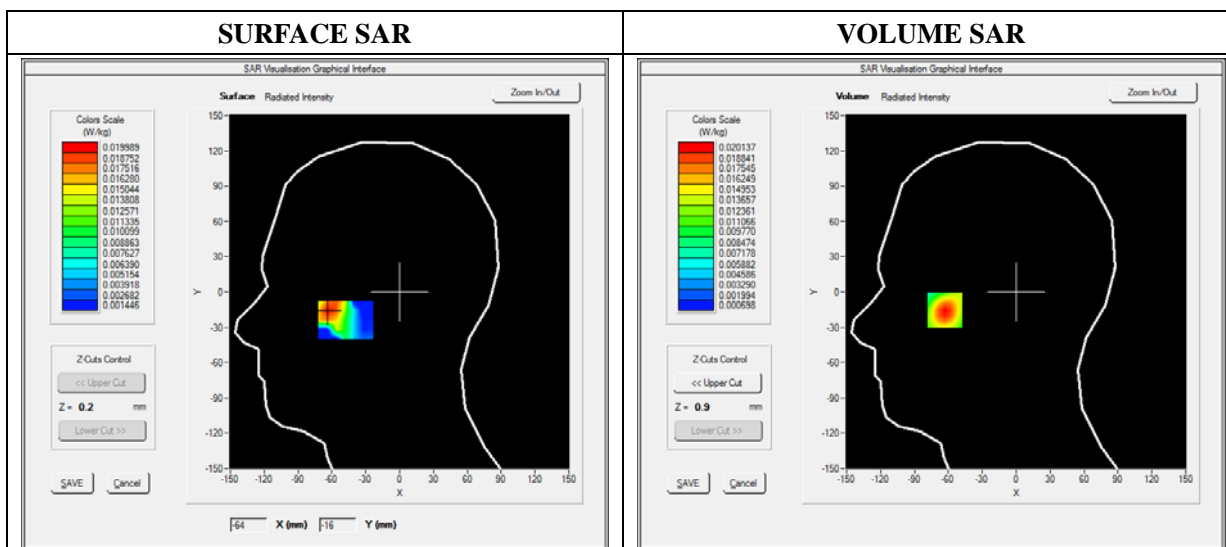 SURFACE SAR
SAR Visualisation Graphical Interface
Surface Radiated Intensity
Zoom In/Out
Colors Scale
(W/kg)
0.019989
0.018752
0.017516
0.016280
0.015044
0.013808
0.012571
0.011335
0.010099
0.008863
0.007627
0.006390
0.005154
0.003918
0.002682
0.001446
Z-Cuts Control
<< Upper Cut
Z = 0.2 mm
Lower Cut >>
SAVE Cancel
150
120
90
60
30
0
-30
-60
-90
-120
-150
Y
-150 -120 -90 -60 -30 0 30 60 90 120 150
X
-64 X (mm) -16 Y (mm)
VOLUME SAR
SAR Visualisation Graphical Interface
Volume Radiated Intensity
Zoom In/Out
Colors Scale
(W/kg)
0.020137
0.018841
0.017545
0.016249
0.014953
0.013657
0.012361
0.011066
0.009770
0.008474
0.007178
0.005882
0.004586
0.003290
0.001994
0.000698
Z-Cuts Control
<< Upper Cut
Z = 0.9 mm
Lower Cut >>
SAVE Cancel
150
120
90
60
30
0
-30
-60
-90
-120
-150
Y
-150 -120 -90 -60 -30 0 30 60 90 120 150
X